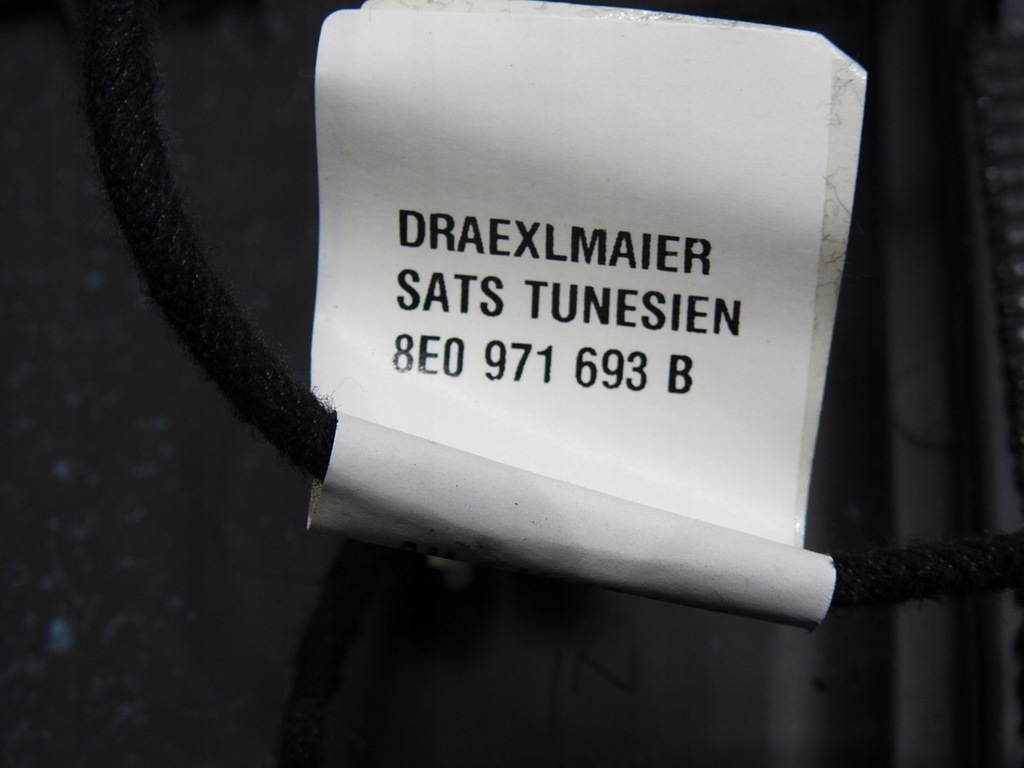 DRAEXLMAIER
SATS TUNESIEN
8E0 971 693 B